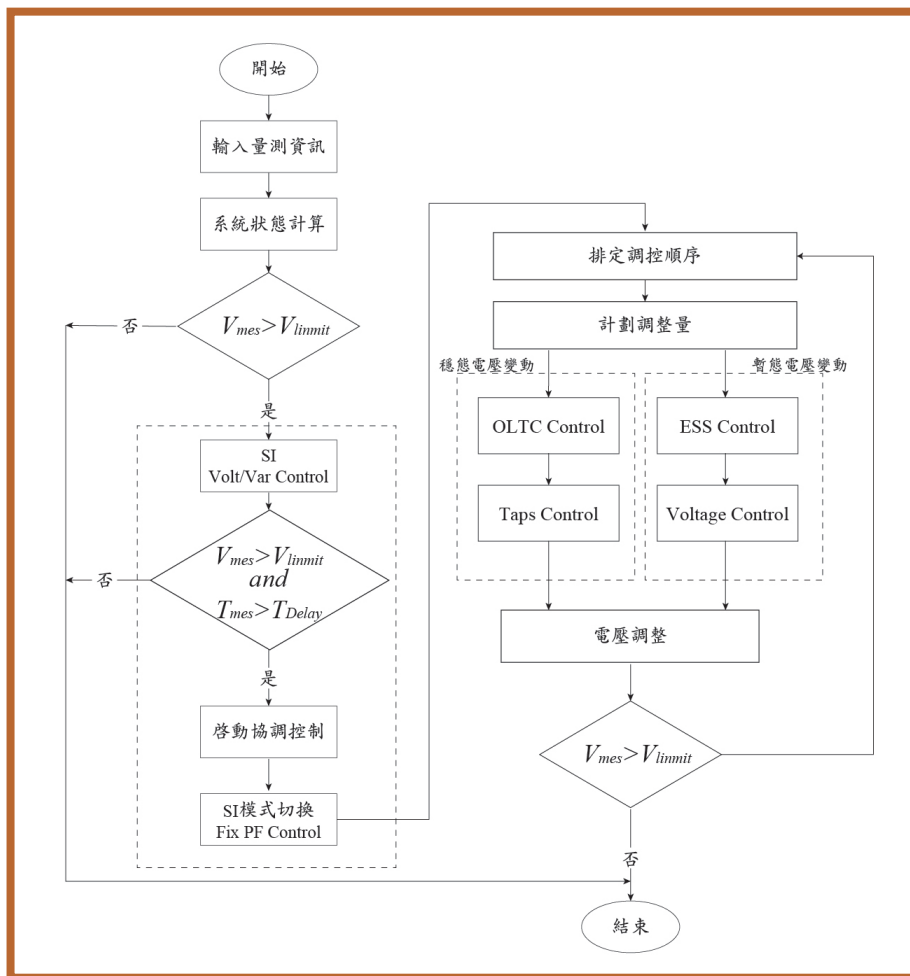 開始
輸入量測資訊
系統狀態計算
Vmes>Vlinmit
否
是
SI
Volt/Var Control
Vmes>Vlinmit
and
Tmes>TDelay
否
是
啓動協調控制
SI模式切換
Fix PF Control
排定調控順序
計劃調整量
穩態電壓變動
暫態電壓變動
OLTC Control
ESS Control
Taps Control
Voltage Control
電壓調整
Vmes>Vlinmit
否
結束